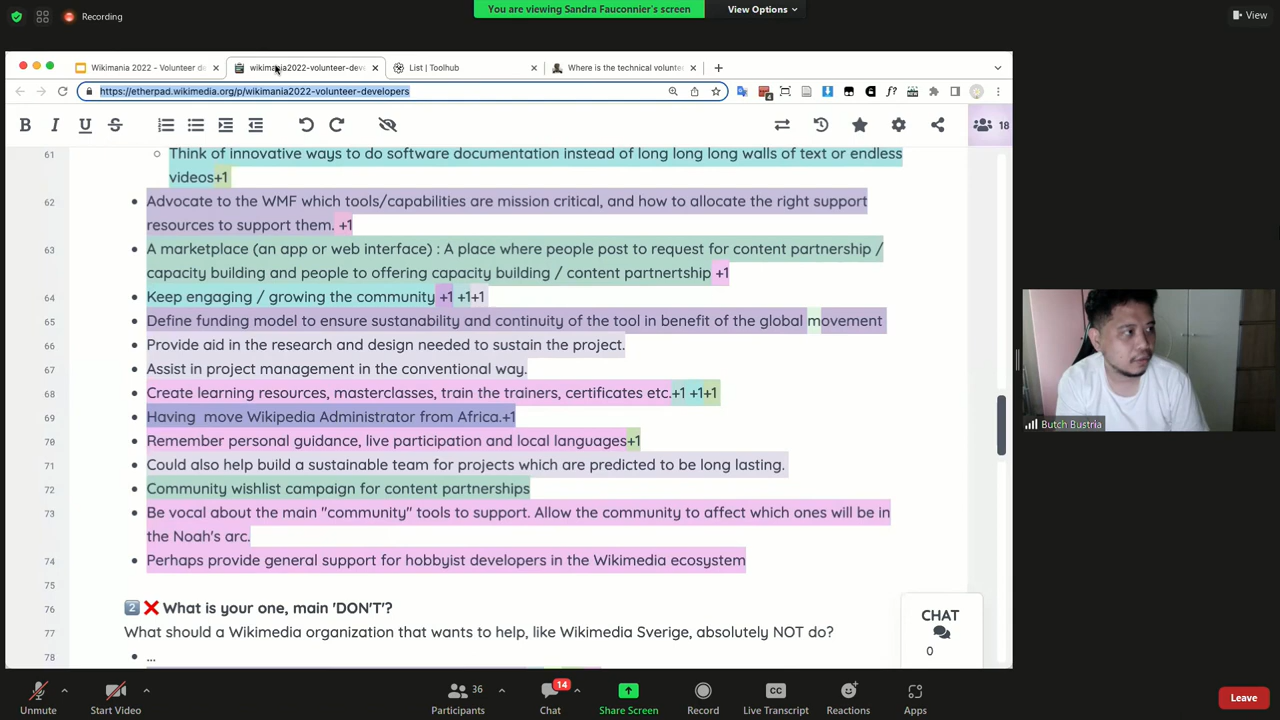 Recording
You are viewing Sandra Fauconnier's screen
View Options
View
Wikimania 2022 - Volunteer d
wikimania2022-volunteer-dev
List | Toolhub
Where is the technical volunte
https://etherpad.wikimedia.org/p/wikimania2022-volunteer-developers
B I U S
18
61 Think of innovative ways to do software documentation instead of long long long walls of text or endless
videos+1
62 Advocate to the WMF which tools/capabilities are mission critical, and how to allocate the right support
resources to support them. +1
63 A marketplace (an app or web interface) : A place where people post to request for content partnership /
capacity building and people to offering capacity building / content partnertship +1
64 Keep engaging / growing the community +1 +1+1
65 Define funding model to ensure sustanability and continuity of the tool in benefit of the global movement
66 Provide aid in the research and design needed to sustain the project.
67 Assist in project management in the conventional way.
68 Create learning resources, masterclasses, train the trainers, certificates etc.+1 +1+1
69 Having  move Wikipedia Administrator from Africa.+1
70 Remember personal guidance, live participation and local languages+1
71 Could also help build a sustainable team for projects which are predicted to be long lasting.
72 Community wishlist campaign for content partnerships
73 Be vocal about the main "community" tools to support. Allow the community to affect which ones will be in
the Noah's arc.
74 Perhaps provide general support for hobbyist developers in the Wikimedia ecosystem
75
76 2 ❌ What is your one, main 'DON'T'?
77 What should a Wikimedia organization that wants to help, like Wikimedia Sverige, absolutely NOT do?
78 ...
CHAT
0
Butch Bustria
Unmute
Start Video
Participants 36
Chat 14
Share Screen
Record
CC Live Transcript
Reactions
Apps
Leave